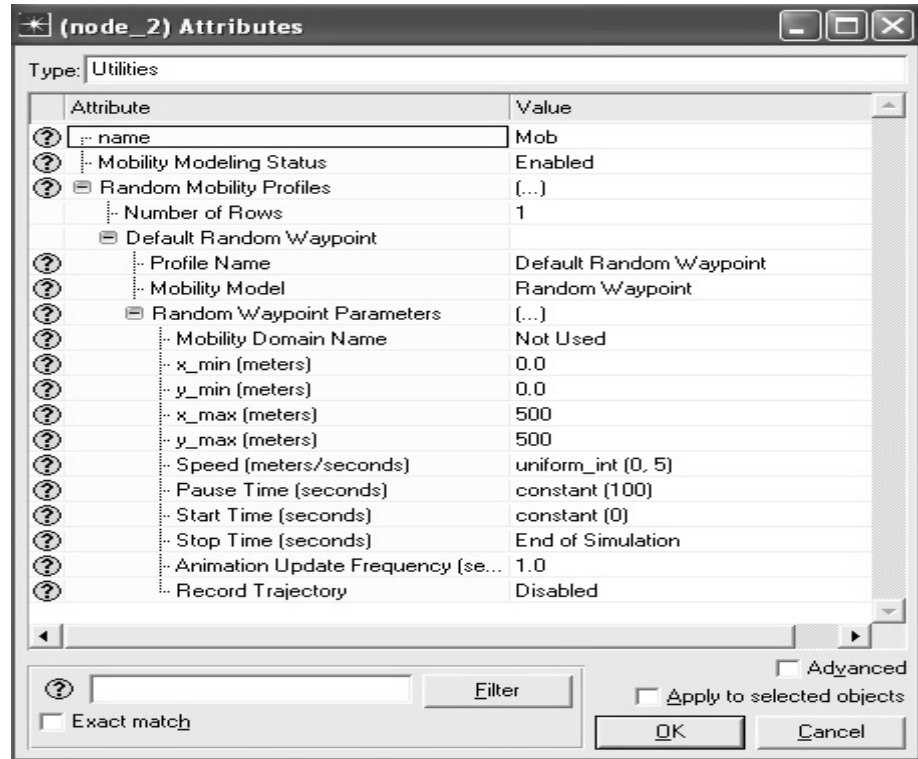 (node_2) Attributes
Type: Utilities
Attribute Value
name Mob
Mobility Modeling Status Enabled
Random Mobility Profiles (...)
Number of Rows 1
Default Random Waypoint
Profile Name Default Random Waypoint
Mobility Model Random Waypoint
Random Waypoint Parameters (...)
Mobility Domain Name Not Used
x_min (meters) 0.0
y_min (meters) 0.0
x_max (meters) 500
y_max (meters) 500
Speed (meters/seconds) uniform_int (0, 5)
Pause Time (seconds) constant (100)
Start Time (seconds) constant (0)
Stop Time (seconds) End of Simulation
Animation Update Frequency (se... 1.0
Record Trajectory Disabled
Advanced
Filter
Apply to selected objects
Exact match
OK Cancel